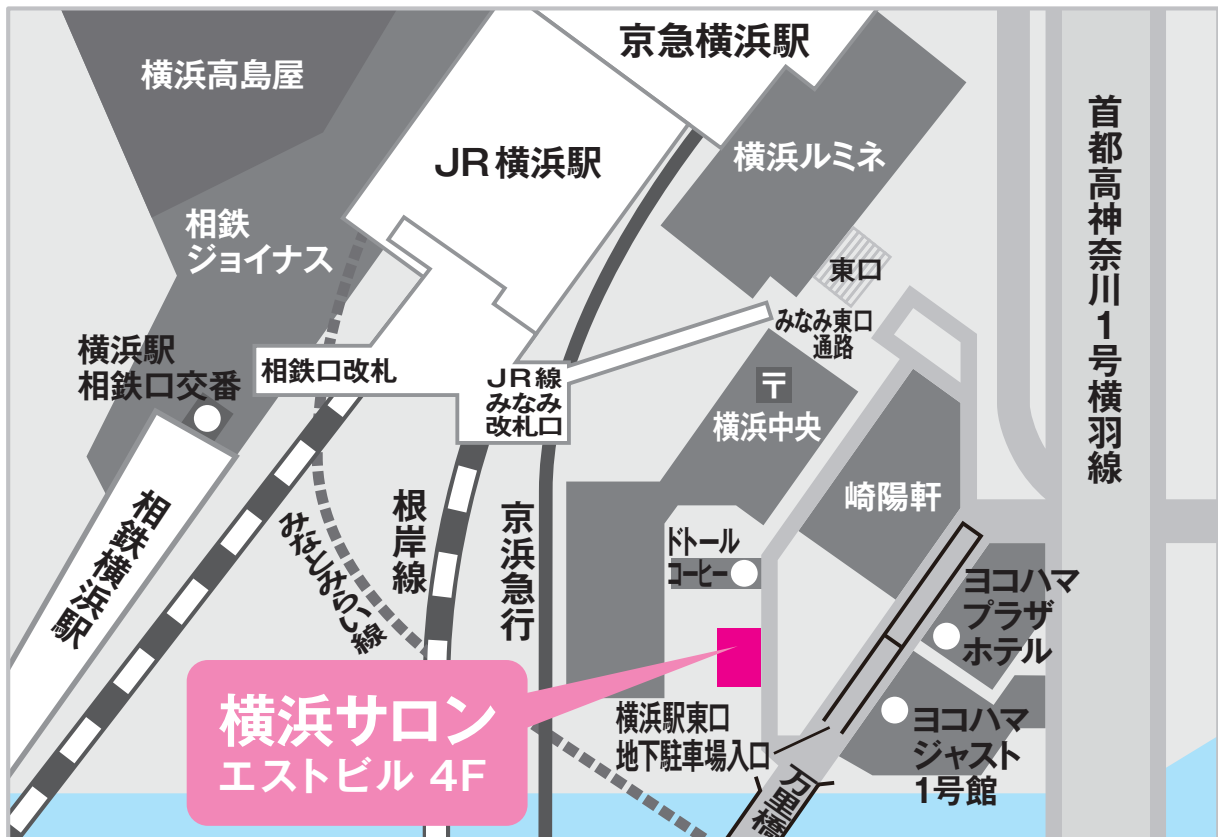 京急横浜駅
横浜高島屋
JR横浜駅
横浜ルミネ
首都高神奈川1号横羽線
相鉄
ジョイナス
東口
みなみ東口
通路
横浜駅
相鉄口交番
相鉄口改札
JR線
みなみ
改札口
〒
横浜中央
崎陽軒
相鉄横浜駅
みなとみらい線
根岸線
京浜急行
ドトール
コーヒー
ヨコハマ
プラザ
ホテル
横浜サロン
エストビル 4F
横浜駅東口
地下駐車場入口
ヨコハマ
ジャスト
1号館
万里橋